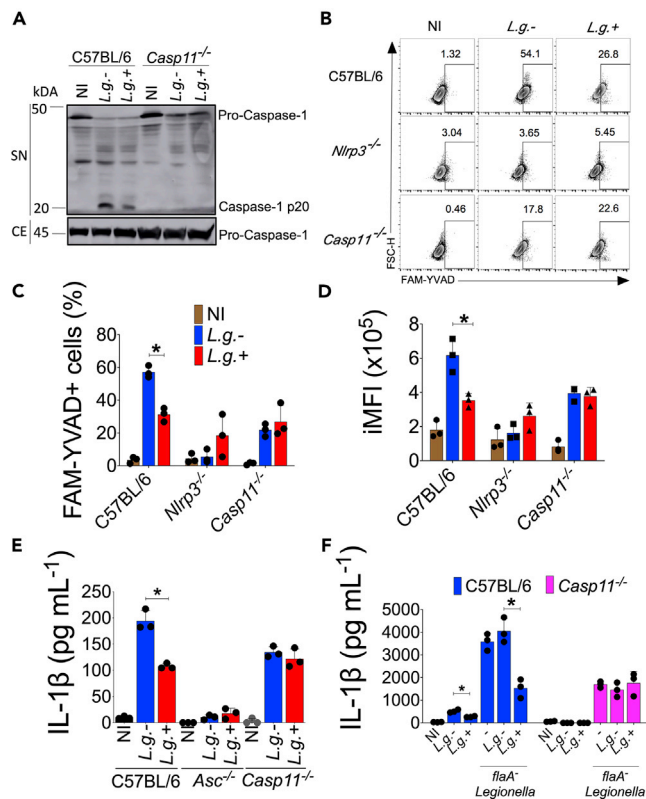 A
C57BL/6 Casp11-/-
kDA NI L.g.- L.g.+ NI L.g.- L.g.+
50
Pro-Caspase-1
SN
20
Caspase-1 p20
CE 45
Pro-Caspase-1
B
NI L.g.- L.g.+
C57BL/6 1.32 54.1 26.8
Nlrp3-/- 3.04 3.65 5.45
Casp11-/- 0.46 17.8 22.6
FSC-H
FAM-YVAD
C
FAM-YVAD+ cells (%)
80
60
40
20
0
NI
L.g.-
L.g.+
*
C57BL/6 Nlrp3-/- Casp11-/-
D
iMFI (x10⁵)
8
6
4
2
0
*
C57BL/6 Nlrp3-/- Casp11-/-
E
IL-1β (pg mL⁻¹)
250
200
150
100
50
0
*
NI L.g.- L.g.+ NI L.g.- L.g.+ NI L.g.- L.g.+
C57BL/6 Asc-/- Casp11-/-
F
C57BL/6 Casp11-/-
IL-1β (pg mL⁻¹)
5000
4000
3000
2000
1000
0
* *
NI L.g.- L.g.+ - L.g.- L.g.+ NI L.g.- L.g.+ - L.g.- L.g.+
flaA- flaA-
Legionella Legionella